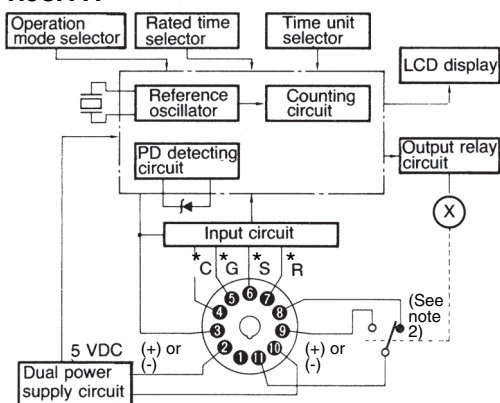 Operation
mode selector
Rated time
selector
Time unit
selector
LCD display
Reference
oscillator
Counting
circuit
PD detecting
circuit
Output relay
circuit
X
Input circuit
*C *G *S *R
1 2 3 4 5 6 7 8 9 10 11
(See
note
2)
5 VDC
(+) or
(-)
(+) or
(-)
Dual power
supply circuit